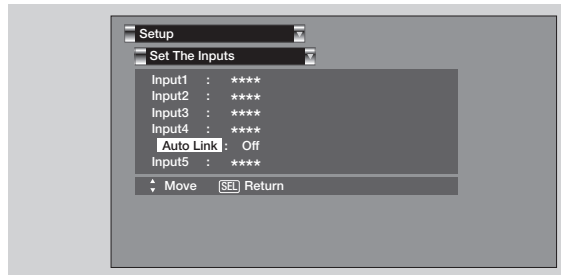 Setup
Set The Inputs
Input1 : ****
Input2 : ****
Input3 : ****
Input4 : ****
Auto Link : Off
Input5 : ****
Move SEL Return